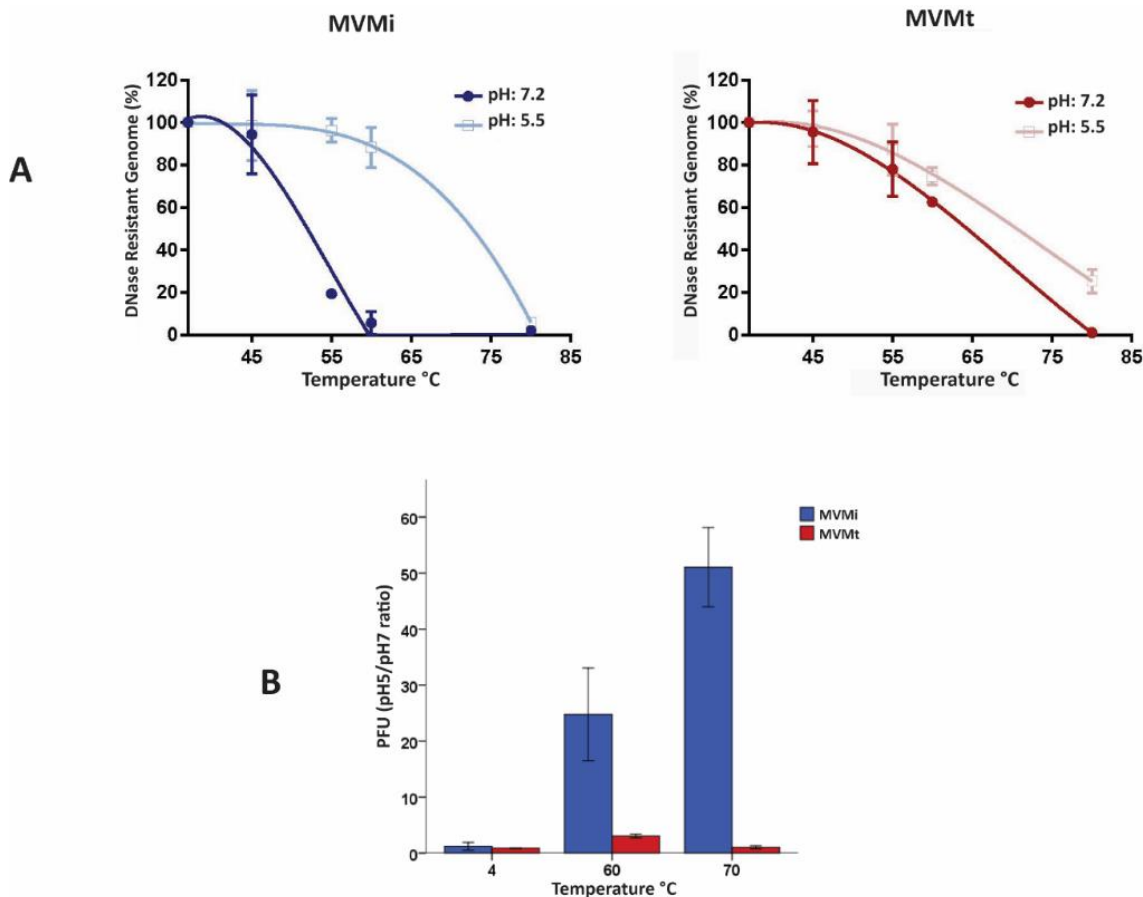 MVMi
MVMt
A
DNase Resistant Genome (%)
120
100
80
60
40
20
0
45
55
65
75
85
Temperature °C
pH: 7.2
pH: 5.5
DNase Resistant Genome (%)
120
100
80
60
40
20
0
45
55
65
75
85
Temperature °C
pH: 7.2
pH: 5.5
B
PFU (pH5/pH7 ratio)
60
50
40
30
20
10
0
4
60
70
Temperature °C
MVMi
MVMt